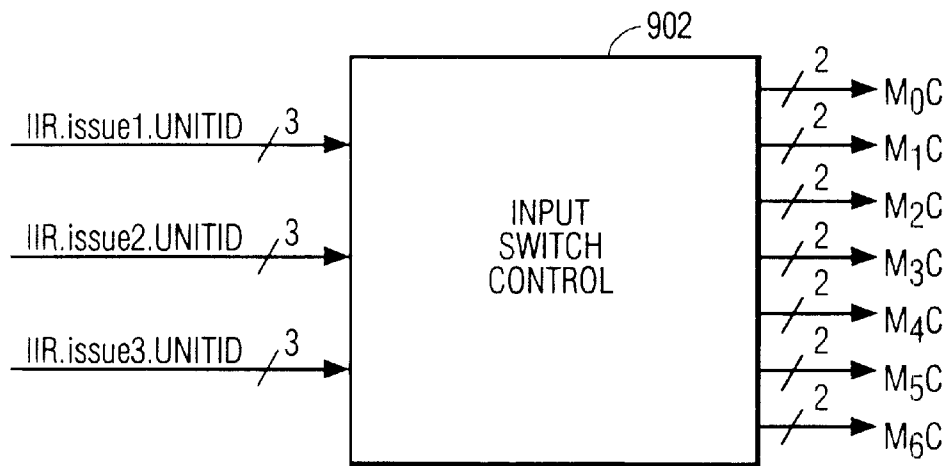 902
IIR.issue1.UNITID 3
IIR.issue2.UNITID 3
IIR.issue3.UNITID 3
INPUT
SWITCH
CONTROL
2 M0C
2 M1C
2 M2C
2 M3C
2 M4C
2 M5C
2 M6C